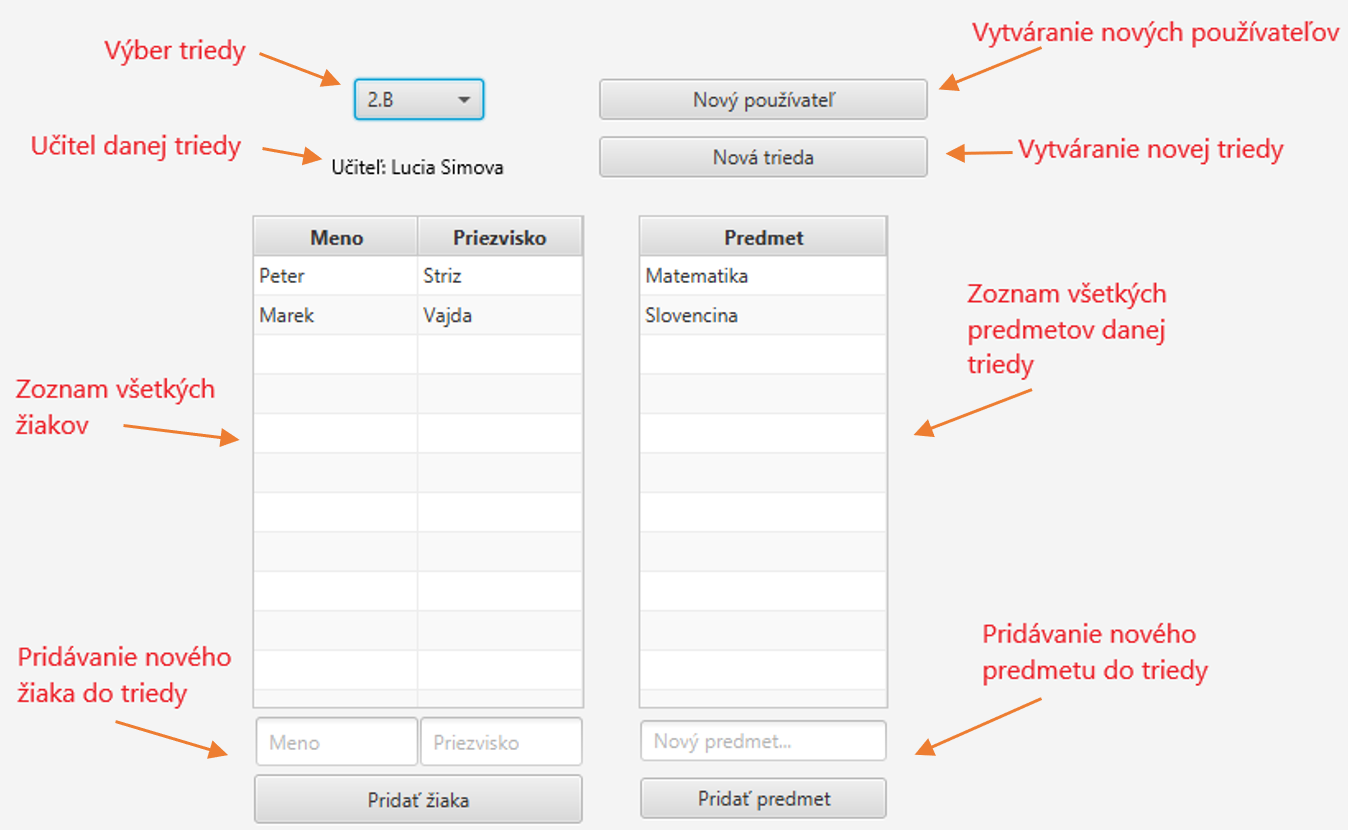 Vytváranie nových používateľov
Výber triedy
2.B
Nový používateľ
Učitel danej triedy
Učiteľ: Lucia Simova
Nová trieda
Vytváranie novej triedy
Meno Priezvisko
Peter Striz
Marek Vajda
Predmet
Matematika
Slovencina
Zoznam všetkých
predmetov danej
triedy
Zoznam všetkých
žiakov
Pridávanie nového
žiaka do triedy
Pridávanie nového
predmetu do triedy
Meno Priezvisko
Pridať žiaka
Nový predmet...
Pridať predmet